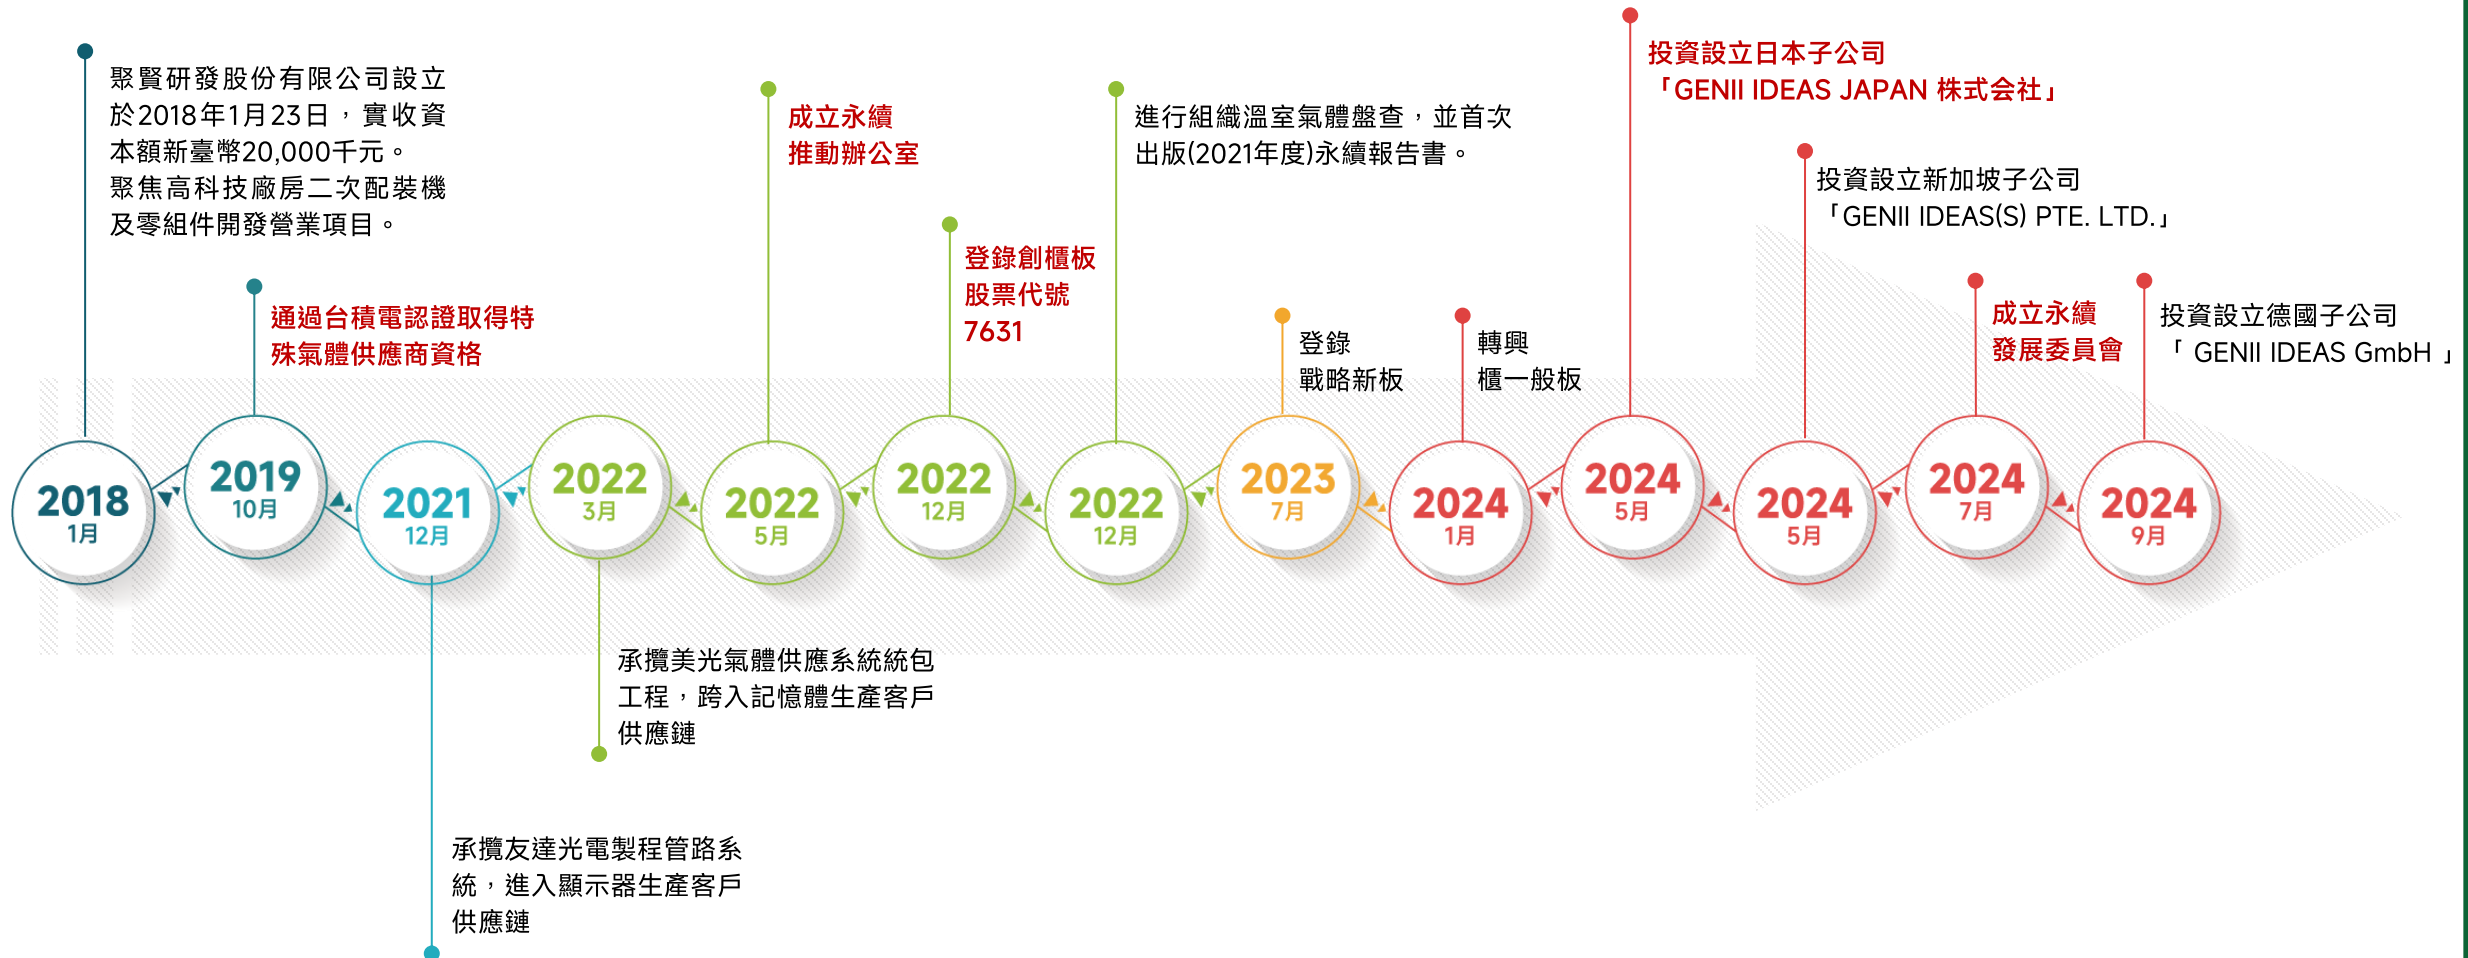 聚賢研發股份有限公司設立
於2018年1月23日，實收資
本額新臺幣20,000千元。
聚焦高科技廠房二次配裝機
及零組件開發營業項目。
2018
1月
通過台積電認證取得特
殊氣體供應商資格
2019
10月
2021
12月
承攬友達光電製程管路系
統，進入顯示器生產客戶
供應鏈
2022
3月
承攬美光氣體供應系統統包
工程，跨入記憶體生產客戶
供應鏈
成立永續
推動辦公室
2022
5月
登錄創櫃板
股票代號
7631
2022
12月
進行組織溫室氣體盤查，並首次
出版(2021年度)永續報告書。
2022
12月
登錄
戰略新板
2023
7月
轉興
櫃一般板
2024
1月
投資設立日本子公司
「GENII IDEAS JAPAN 株式会社」
2024
5月
投資設立新加坡子公司
「GENII IDEAS(S) PTE. LTD.」
2024
5月
成立永續
發展委員會
2024
7月
投資設立德國子公司
「 GENII IDEAS GmbH 」
2024
9月